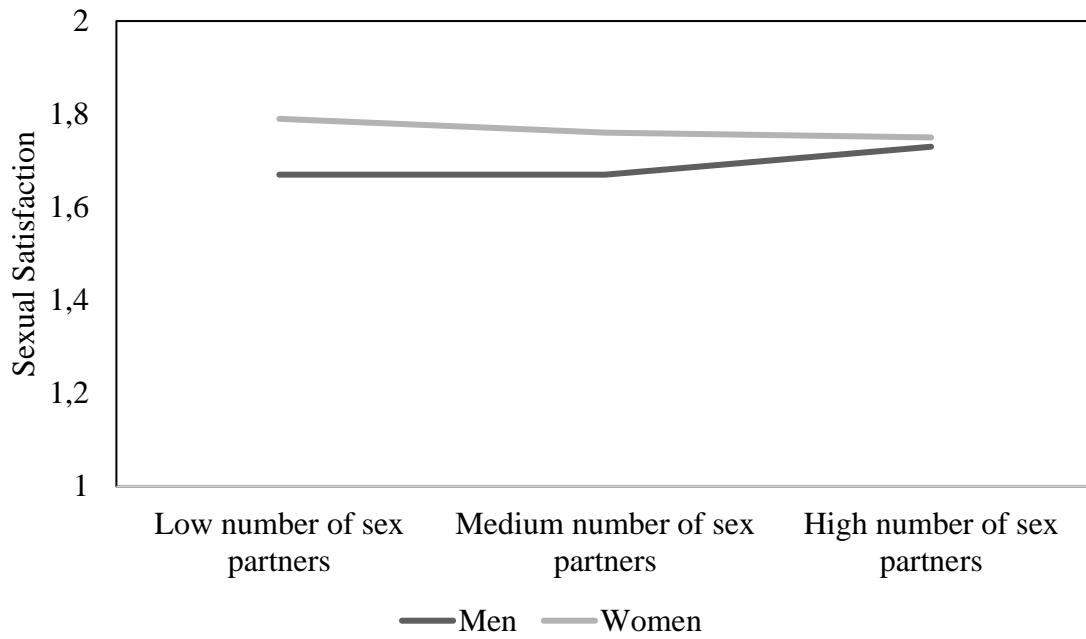 2
1,8
1,6
1,4
1,2
1
Sexual Satisfaction
Low number of sex
partners
Medium number of sex
partners
High number of sex
partners
Men
Women